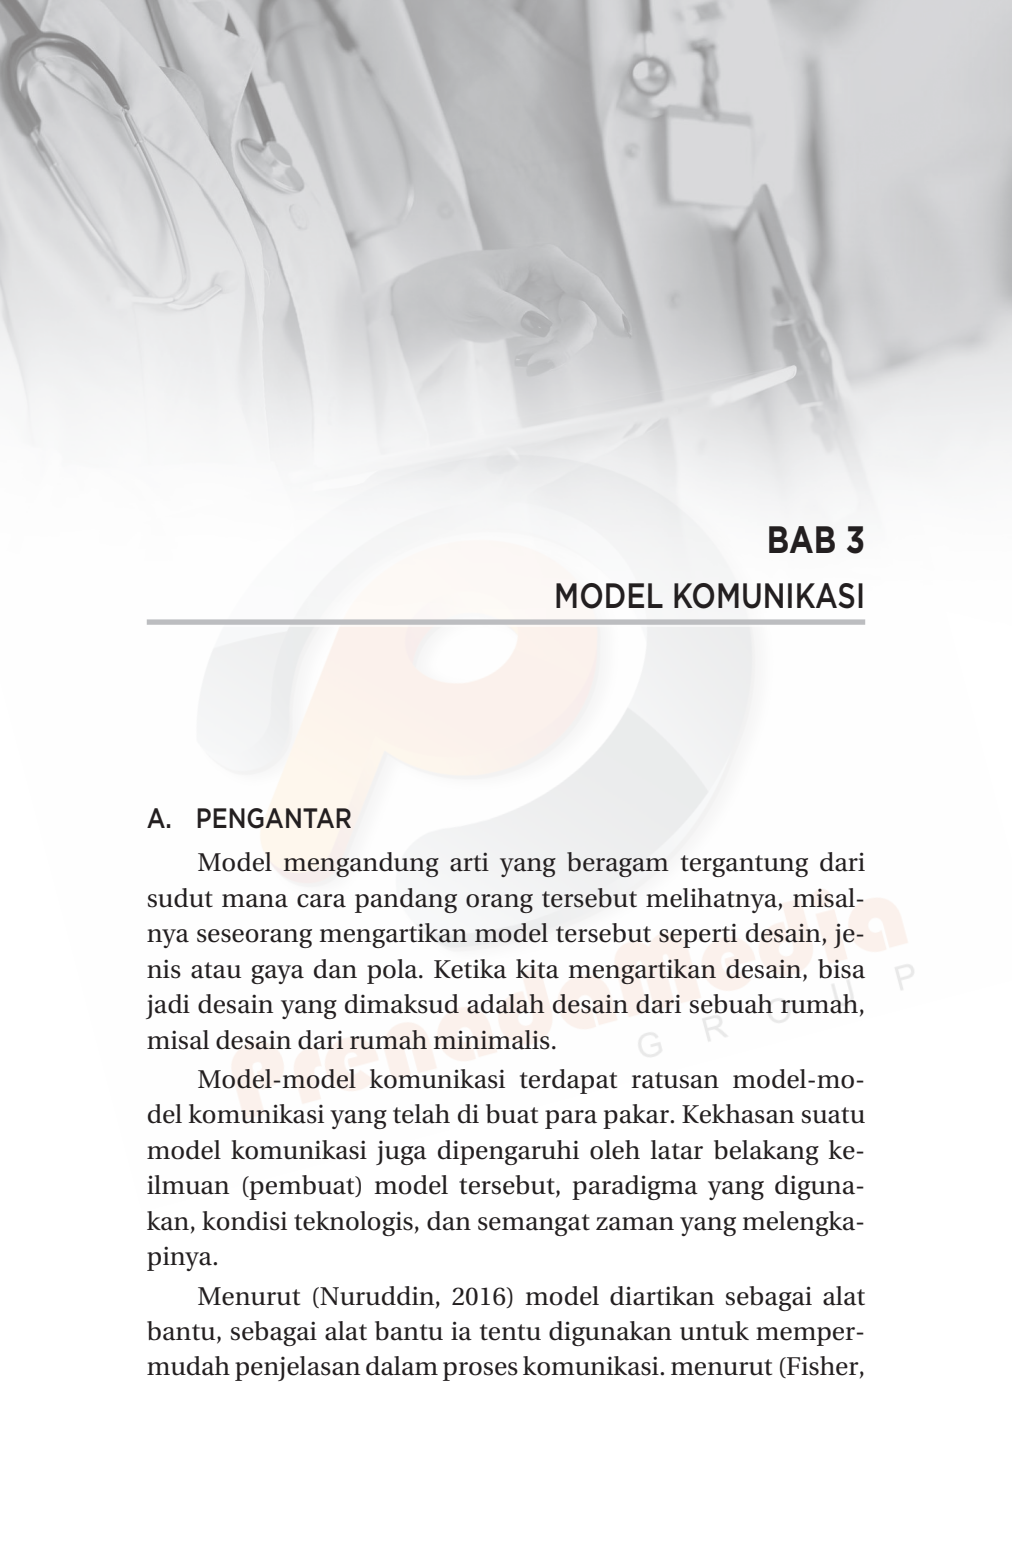 BAB 3
MODEL KOMUNIKASI
A. PENGANTAR
Model mengandung arti yang beragam tergantung dari
sudut mana cara pandang orang tersebut melihatnya, misal-
nya seseorang mengartikan model tersebut seperti desain, je-
nis atau gaya dan pola. Ketika kita mengartikan desain, bisa
jadi desain yang dimaksud adalah desain dari sebuah rumah,
misal desain dari rumah minimalis.
Model-model komunikasi terdapat ratusan model-mo-
del komunikasi yang telah di buat para pakar. Kekhasan suatu
model komunikasi juga dipengaruhi oleh latar belakang ke-
ilmuan (pembuat) model tersebut, paradigma yang diguna-
kan, kondisi teknologis, dan semangat zaman yang melengka-
pinya.
Menurut (Nuruddin, 2016) model diartikan sebagai alat
bantu, sebagai alat bantu ia tentu digunakan untuk memper-
mudah penjelasan dalam proses komunikasi. menurut (Fisher,
PrenadaMedia
GROUP